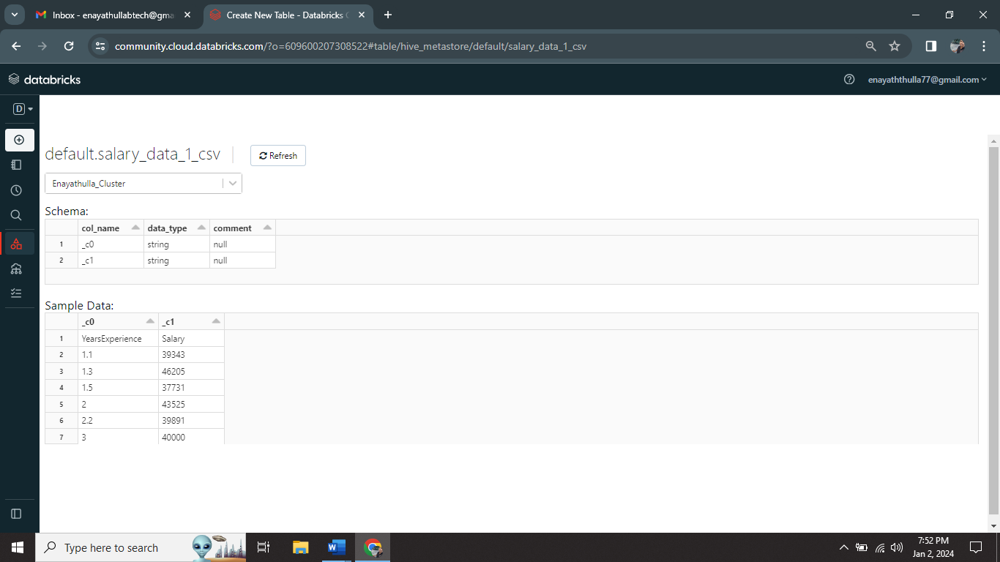 Inbox - enayathullabtech@gma
Create New Table - Databricks C
community.cloud.databricks.com/?o=609600207308522#table/hive_metastore/default/salary_data_1_csv
databricks
enayaththulla77@gmail.com
D
default.salary_data_1_csv
Refresh
Enayathulla_Cluster
Schema:
col_name data_type comment
1 _c0 string null
2 _c1 string null
Sample Data:
_c0 _c1
1 YearsExperience Salary
2 1.1 39343
3 1.3 46205
4 1.5 37731
5 2 43525
6 2.2 39891
7 3 40000
Type here to search
7:52 PM
Jan 2, 2024